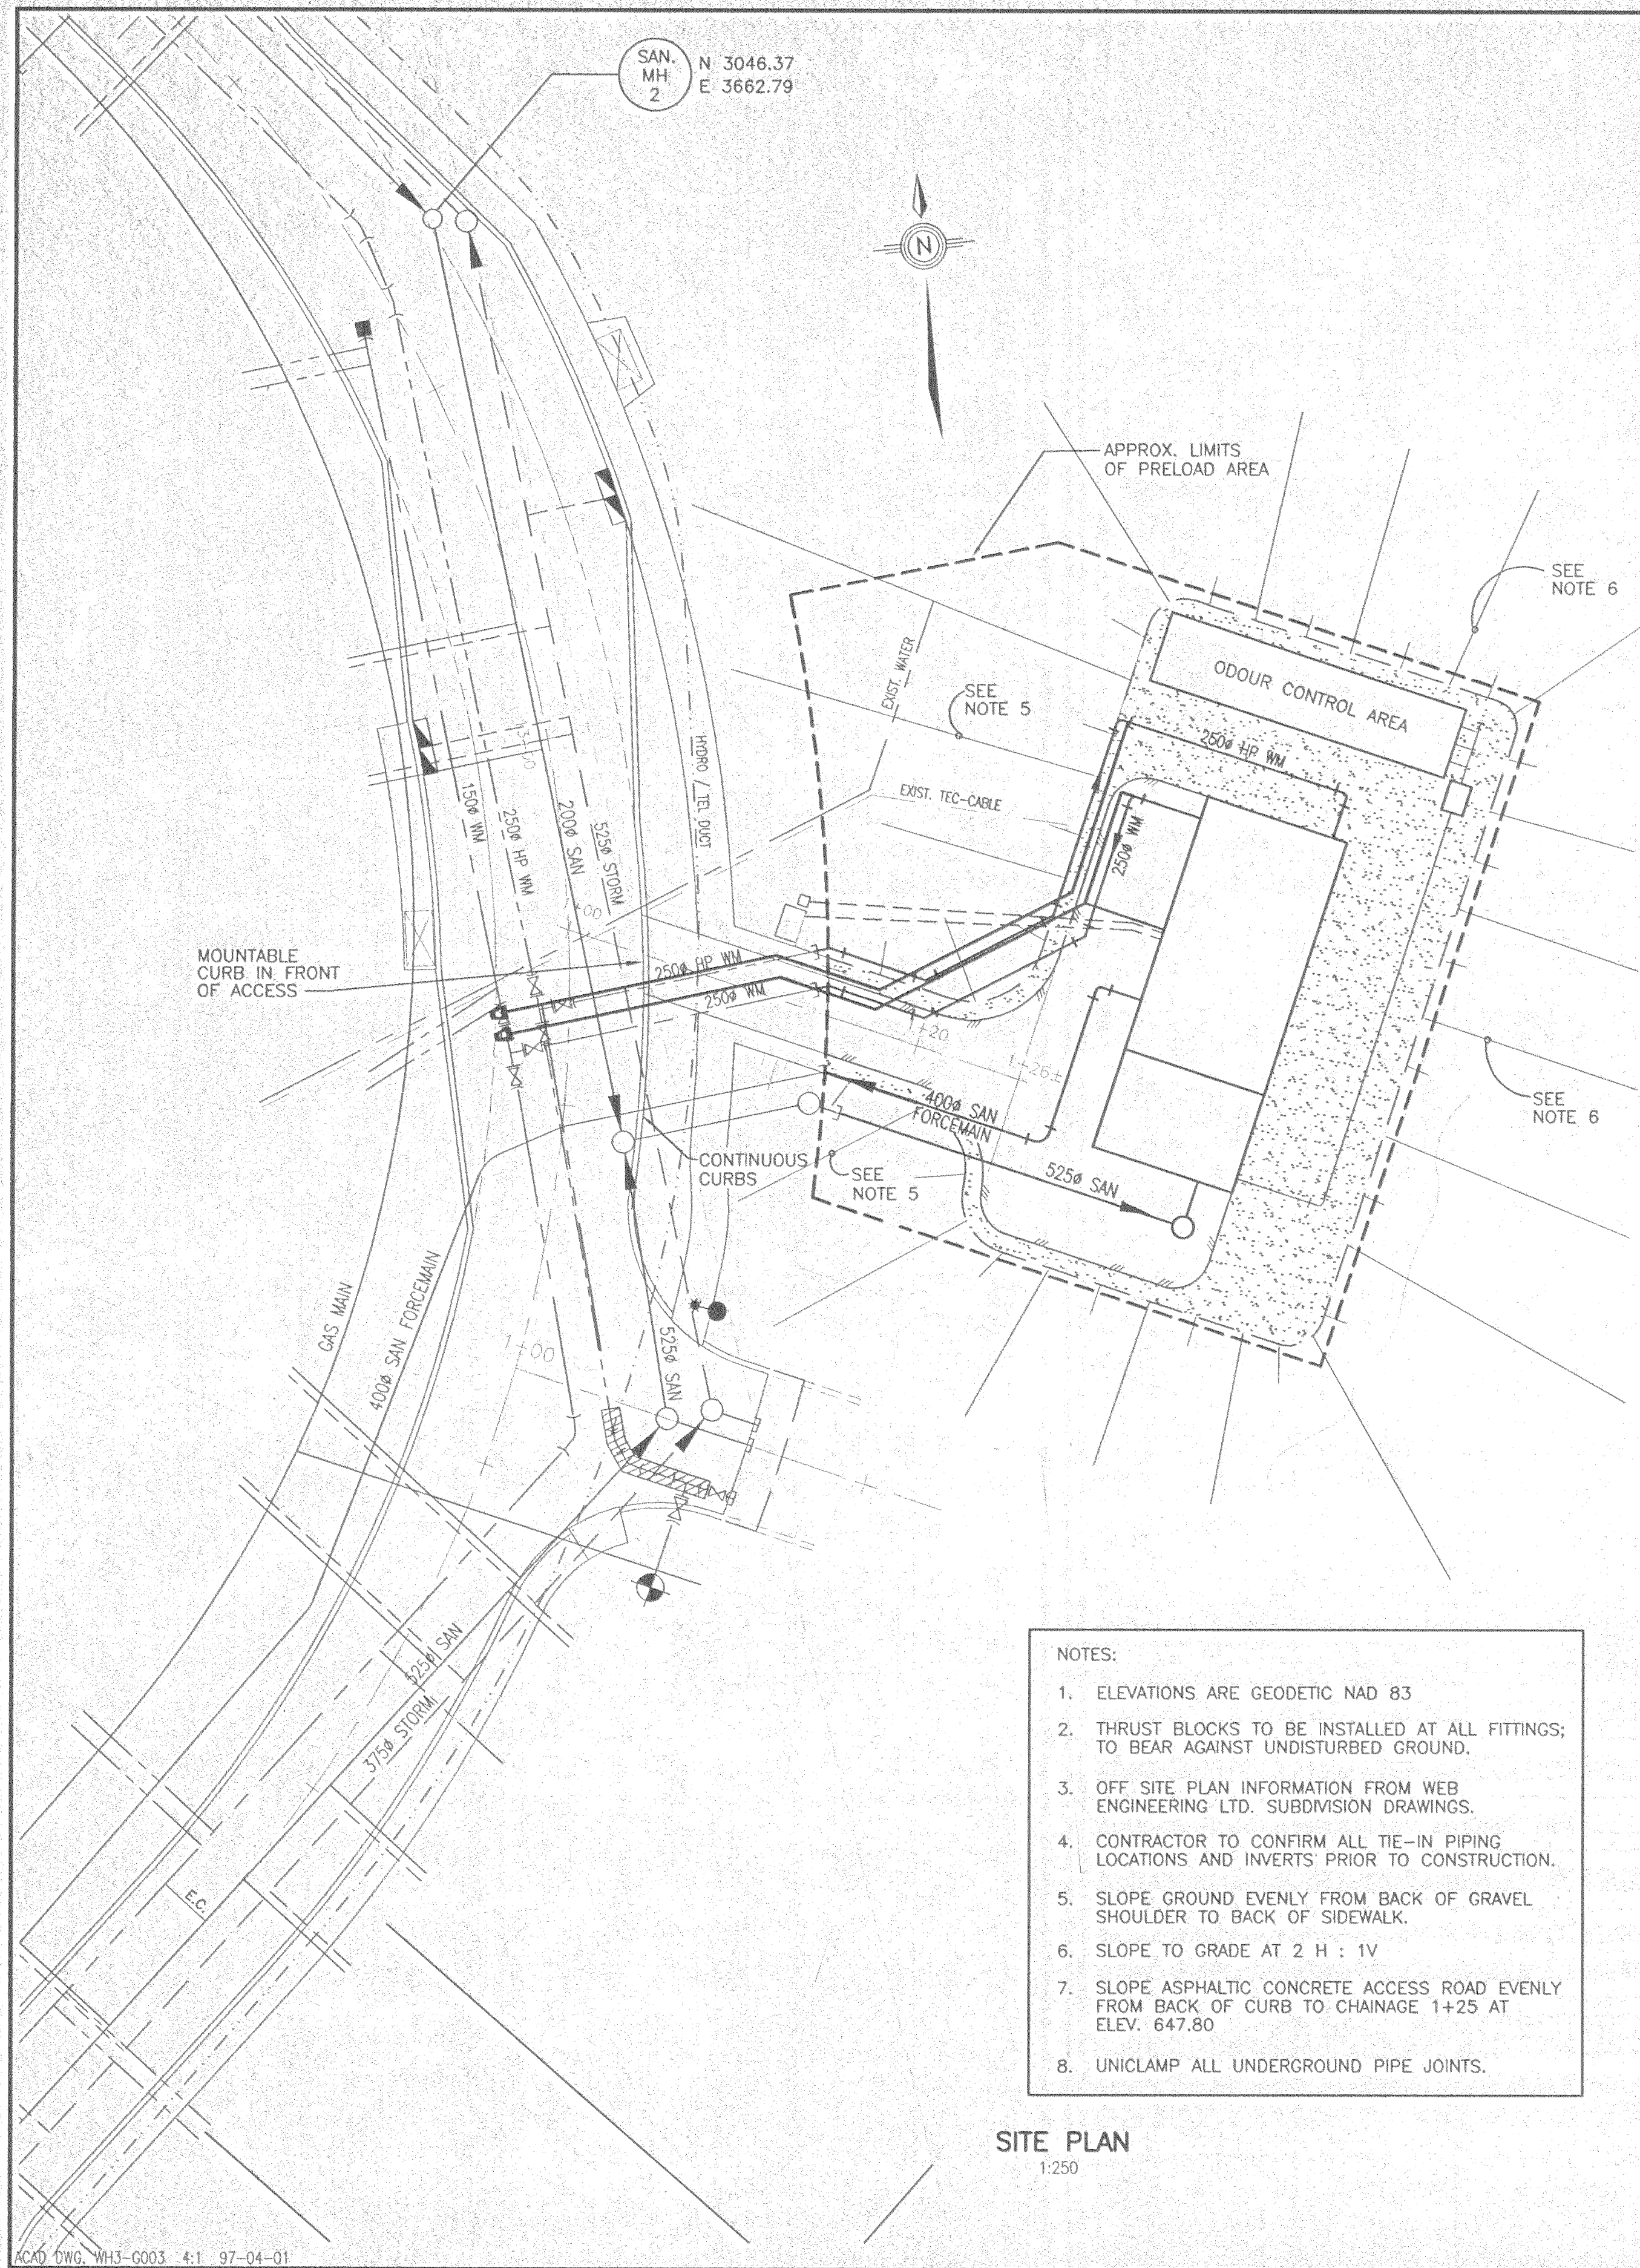 SAN.
MH
2
N 3046.37
E 3662.79
N
APPROX. LIMITS
OF PRELOAD AREA
SEE
NOTE 6
ODOUR CONTROL AREA
EXIST. WATER
SEE
NOTE 5
250ø HP WM
EXIST. TEC-CABLE
250ø WM
HYDRO / TEL DUCT
150ø WM
250ø HP WM
200ø SAN
525ø STORM
MOUNTABLE
CURB IN FRONT
OF ACCESS
250ø HP WM
250ø WM
1+20
1+26±
400ø SAN
FORCEMAIN
SEE
NOTE 6
CONTINUOUS
CURBS
SEE
NOTE 5
525ø SAN
GAS MAIN
400ø SAN FORCEMAIN
1+00
525ø SAN
525ø SAN
375ø STORM
E.C.
NOTES:
1. ELEVATIONS ARE GEODETIC NAD 83
2. THRUST BLOCKS TO BE INSTALLED AT ALL FITTINGS;
TO BEAR AGAINST UNDISTURBED GROUND.
3. OFF SITE PLAN INFORMATION FROM WEB
ENGINEERING LTD. SUBDIVISION DRAWINGS.
4. CONTRACTOR TO CONFIRM ALL TIE-IN PIPING
LOCATIONS AND INVERTS PRIOR TO CONSTRUCTION.
5. SLOPE GROUND EVENLY FROM BACK OF GRAVEL
SHOULDER TO BACK OF SIDEWALK.
6. SLOPE TO GRADE AT 2 H : 1V
7. SLOPE ASPHALTIC CONCRETE ACCESS ROAD EVENLY
FROM BACK OF CURB TO CHAINAGE 1+25 AT
ELEV. 647.80
8. UNICLAMP ALL UNDERGROUND PIPE JOINTS.
SITE PLAN
1:250
ACAD DWG. WH3-G003 4:1 97-04-01